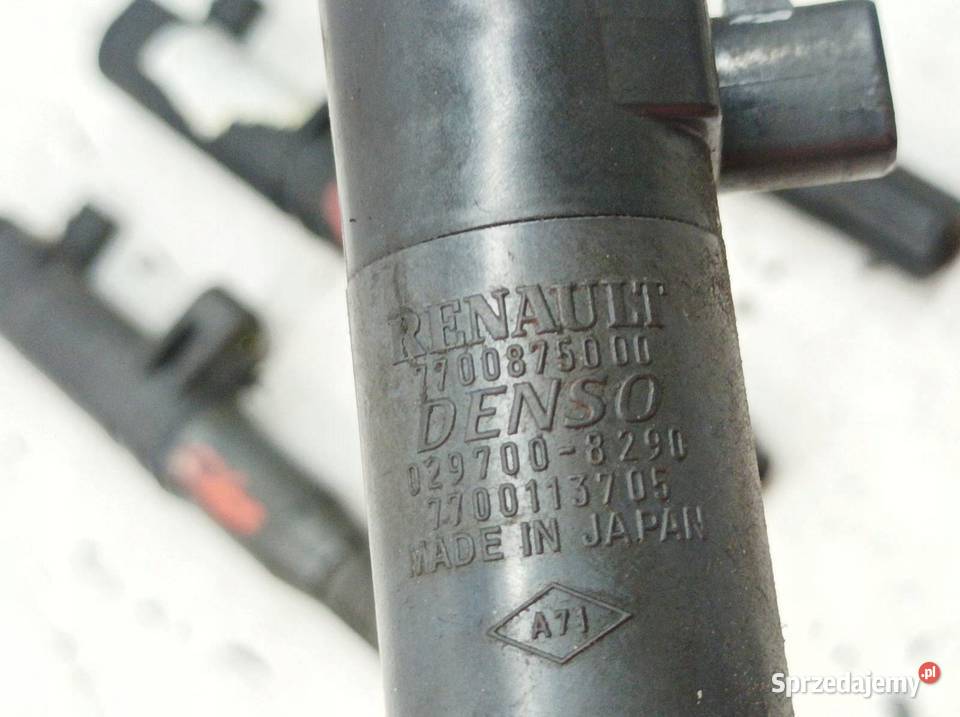 RENAULT
7700875000
DENSO
029700-8290
7700113705
MADE IN JAPAN
A71
Sprzedajemy.pl